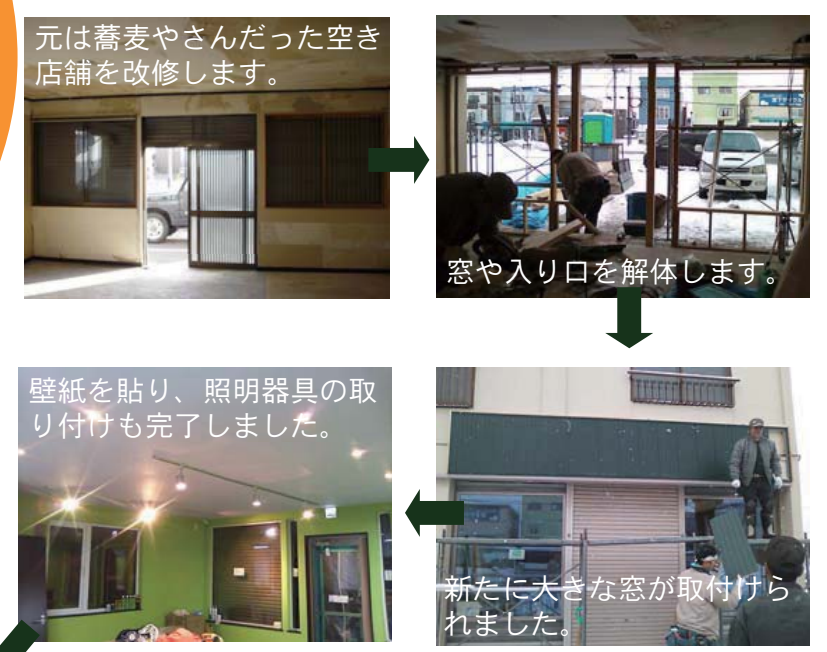 元は蕎麦やさんだった空き
店舗を改修します。
窓や入り口を解体します。
新たに大きな窓が取付けら
れました。
壁紙を貼り、照明器具の取
り付けも完了しました。